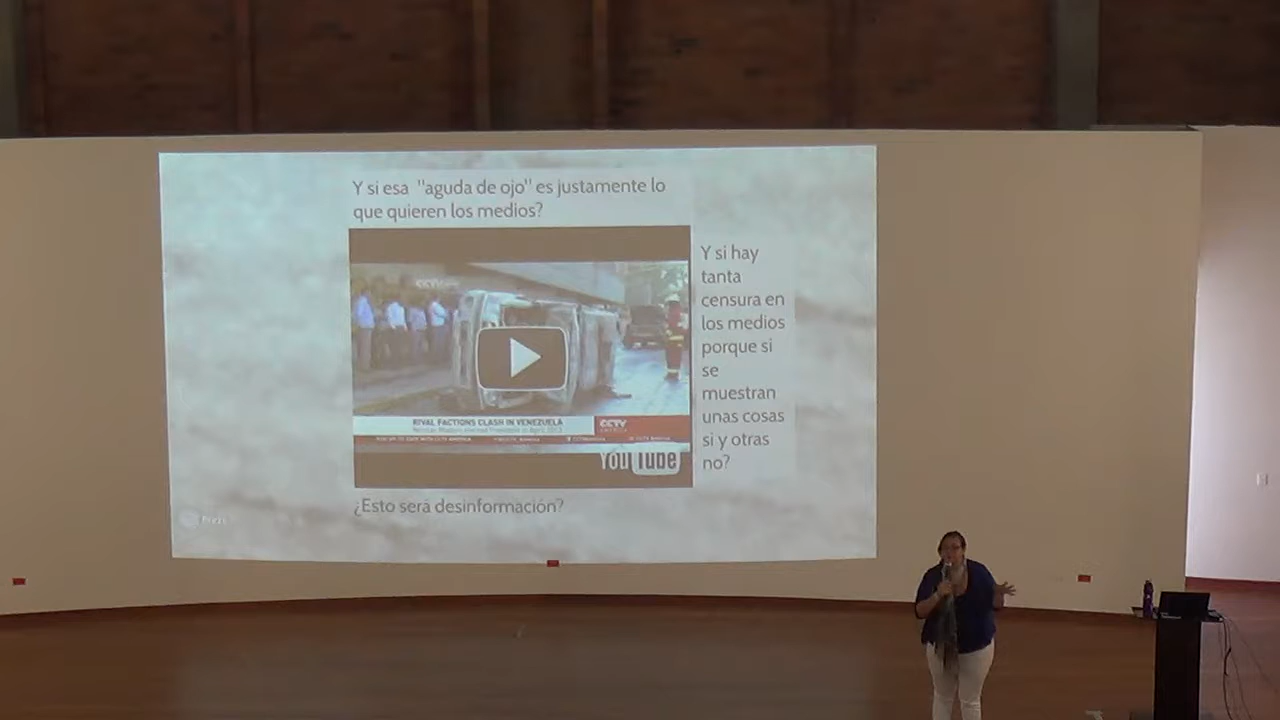 Y si esa "aguda de ojo" es justamente lo
que quieren los medios?
Y si hay
tanta
censura en
los medios
porque si
se
muestran
unas cosas
si y otras
no?
RIVAL FACTIONS CLASH IN VENEZUELA
CCTV
AMERICA
YouTube
¿Esto será desinformación?
Prezi